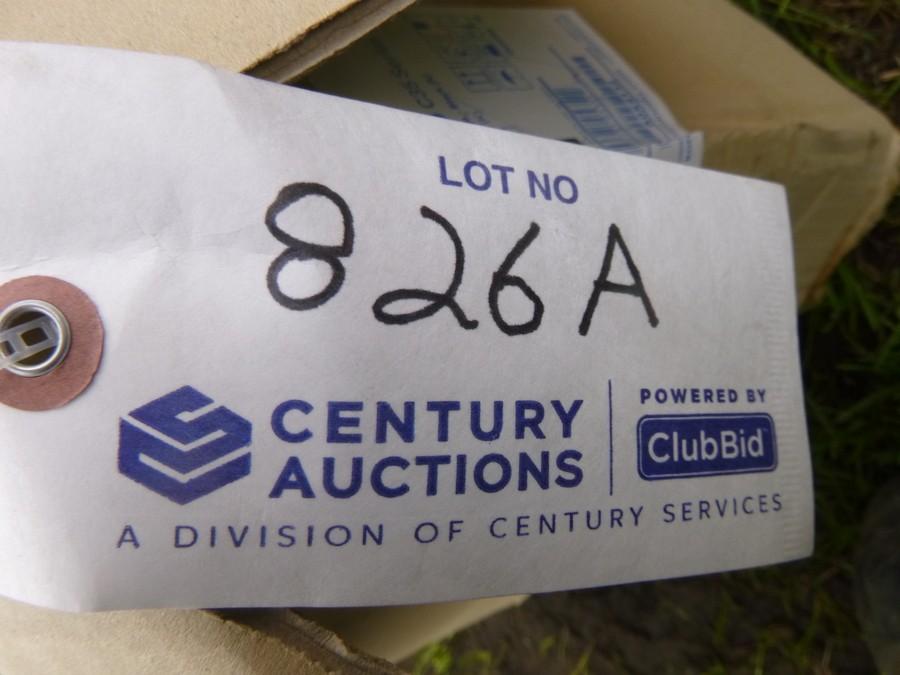 LOT NO
826A
CENTURY
AUCTIONS
POWERED BY
ClubBid
A DIVISION OF CENTURY SERVICES